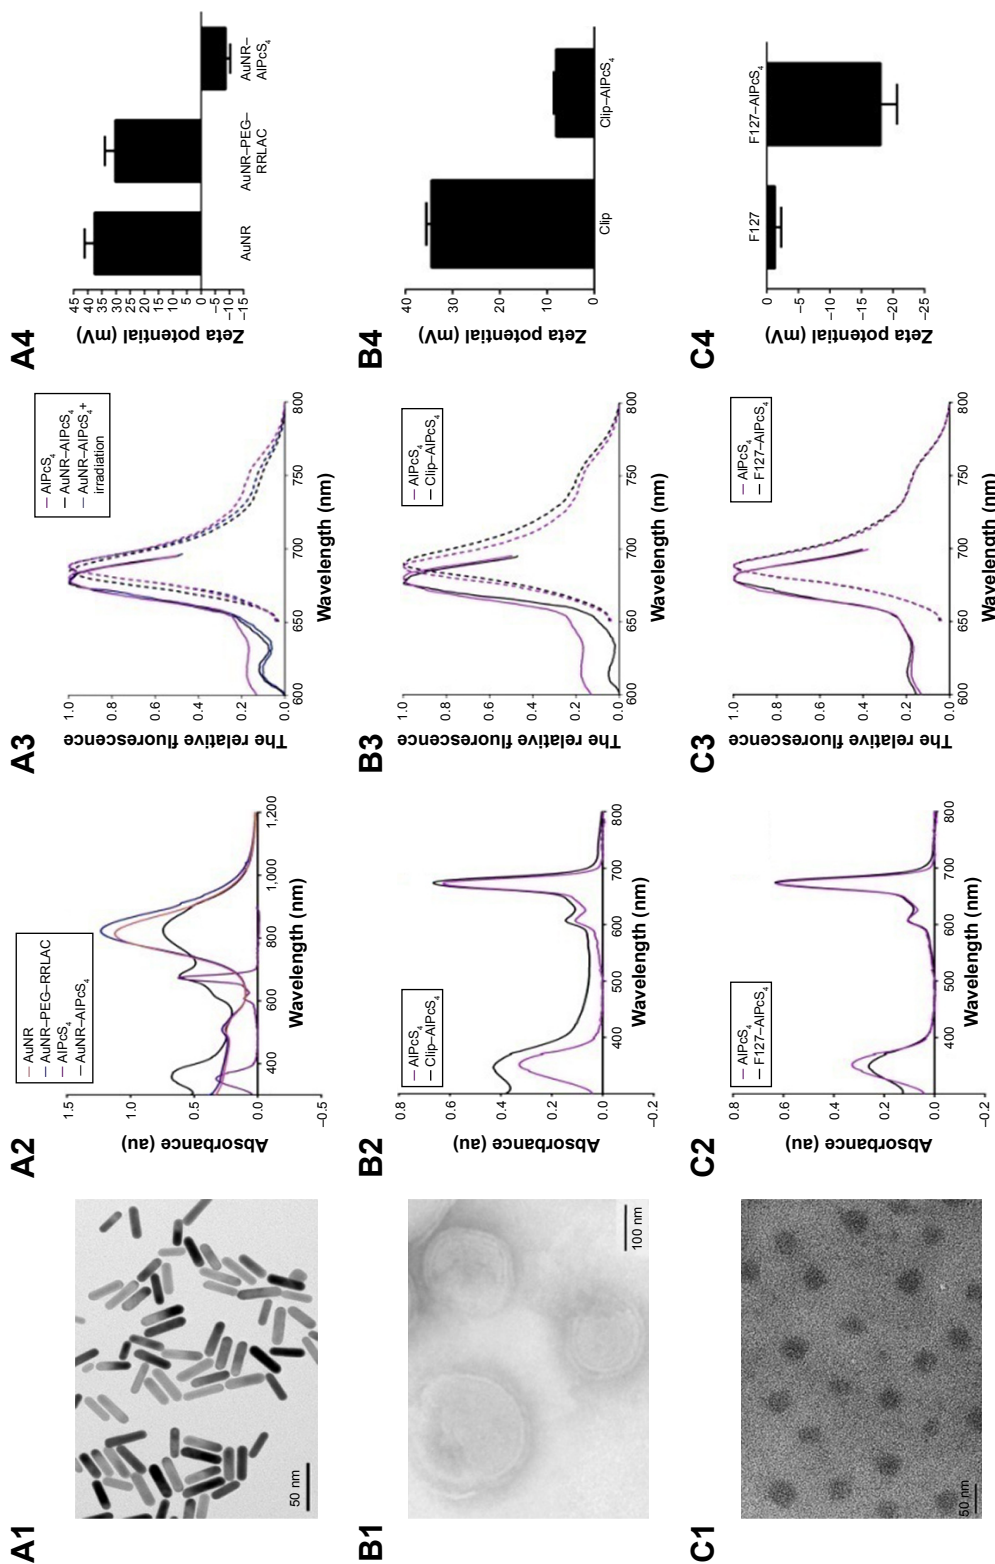 A1
50 nm
A2
AuNR
AuNR–PEG–RRLAC
AlPcS4
AuNR–AlPcS4
Absorbance (au)
1.5
1.0
0.5
0.0
–0.5
400
600
800
1,000
1,200
Wavelength (nm)
A3
AlPcS4
AuNR–AlPcS4
AuNR–AlPcS4+
irradiation
The relative fluorescence
1.0
0.8
0.6
0.4
0.2
0.0
600
650
700
750
800
Wavelength (nm)
A4
Zeta potential (mV)
45
40
35
30
25
20
15
10
5
0
–5
–10
–15
AuNR
AuNR–PEG–
RRLAC
AuNR–
AlPcS4
B1
100 nm
B2
AlPcS4
Clip–AlPcS4
Absorbance (au)
0.8
0.6
0.4
0.2
0.0
–0.2
400
500
600
700
800
Wavelength (nm)
B3
AlPcS4
Clip–AlPcS4
The relative fluorescence
1.0
0.8
0.6
0.4
0.2
0.0
600
650
700
750
800
Wavelength (nm)
B4
Zeta potential (mV)
40
30
20
10
0
Clip
Clip–AlPcS4
C1
50 nm
C2
AlPcS4
F127–AlPcS4
Absorbance (au)
0.8
0.6
0.4
0.2
0.0
–0.2
400
500
600
700
800
Wavelength (nm)
C3
AlPcS4
F127–AlPcS4
The relative fluorescence
1.0
0.8
0.6
0.4
0.2
0.0
600
650
700
750
800
Wavelength (nm)
C4
Zeta potential (mV)
0
–5
–10
–15
–20
–25
F127
F127–AlPcS4